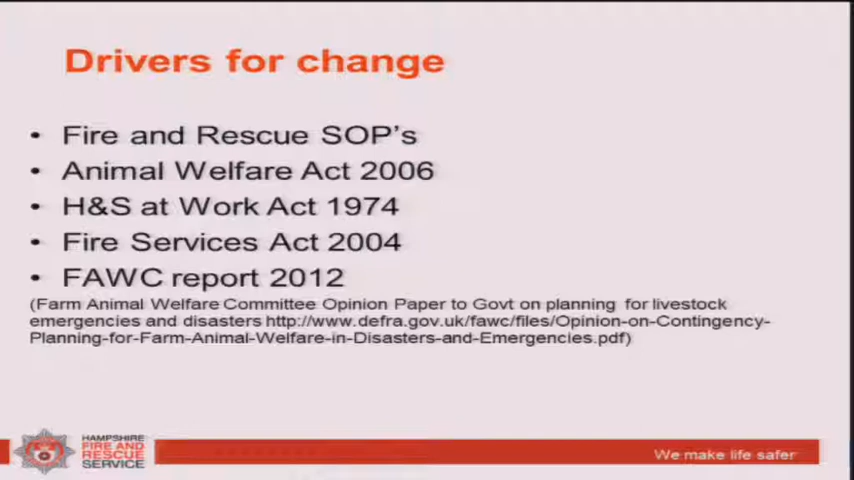 Drivers for change
• Fire and Rescue SOP's
• Animal Welfare Act 2006
• H&S at Work Act 1974
• Fire Services Act 2004
• FAWC report 2012
(Farm Animal Welfare Committee Opinion Paper to Govt on planning for livestock
emergencies and disasters http://www.defra.gov.uk/fawc/files/Opinion-on-Contingency-
Planning-for-Farm-Animal-Welfare-in-Disasters-and-Emergencies.pdf)
HAMPSHIRE
FIRE AND
RESCUE
SERVICE
We make life safer